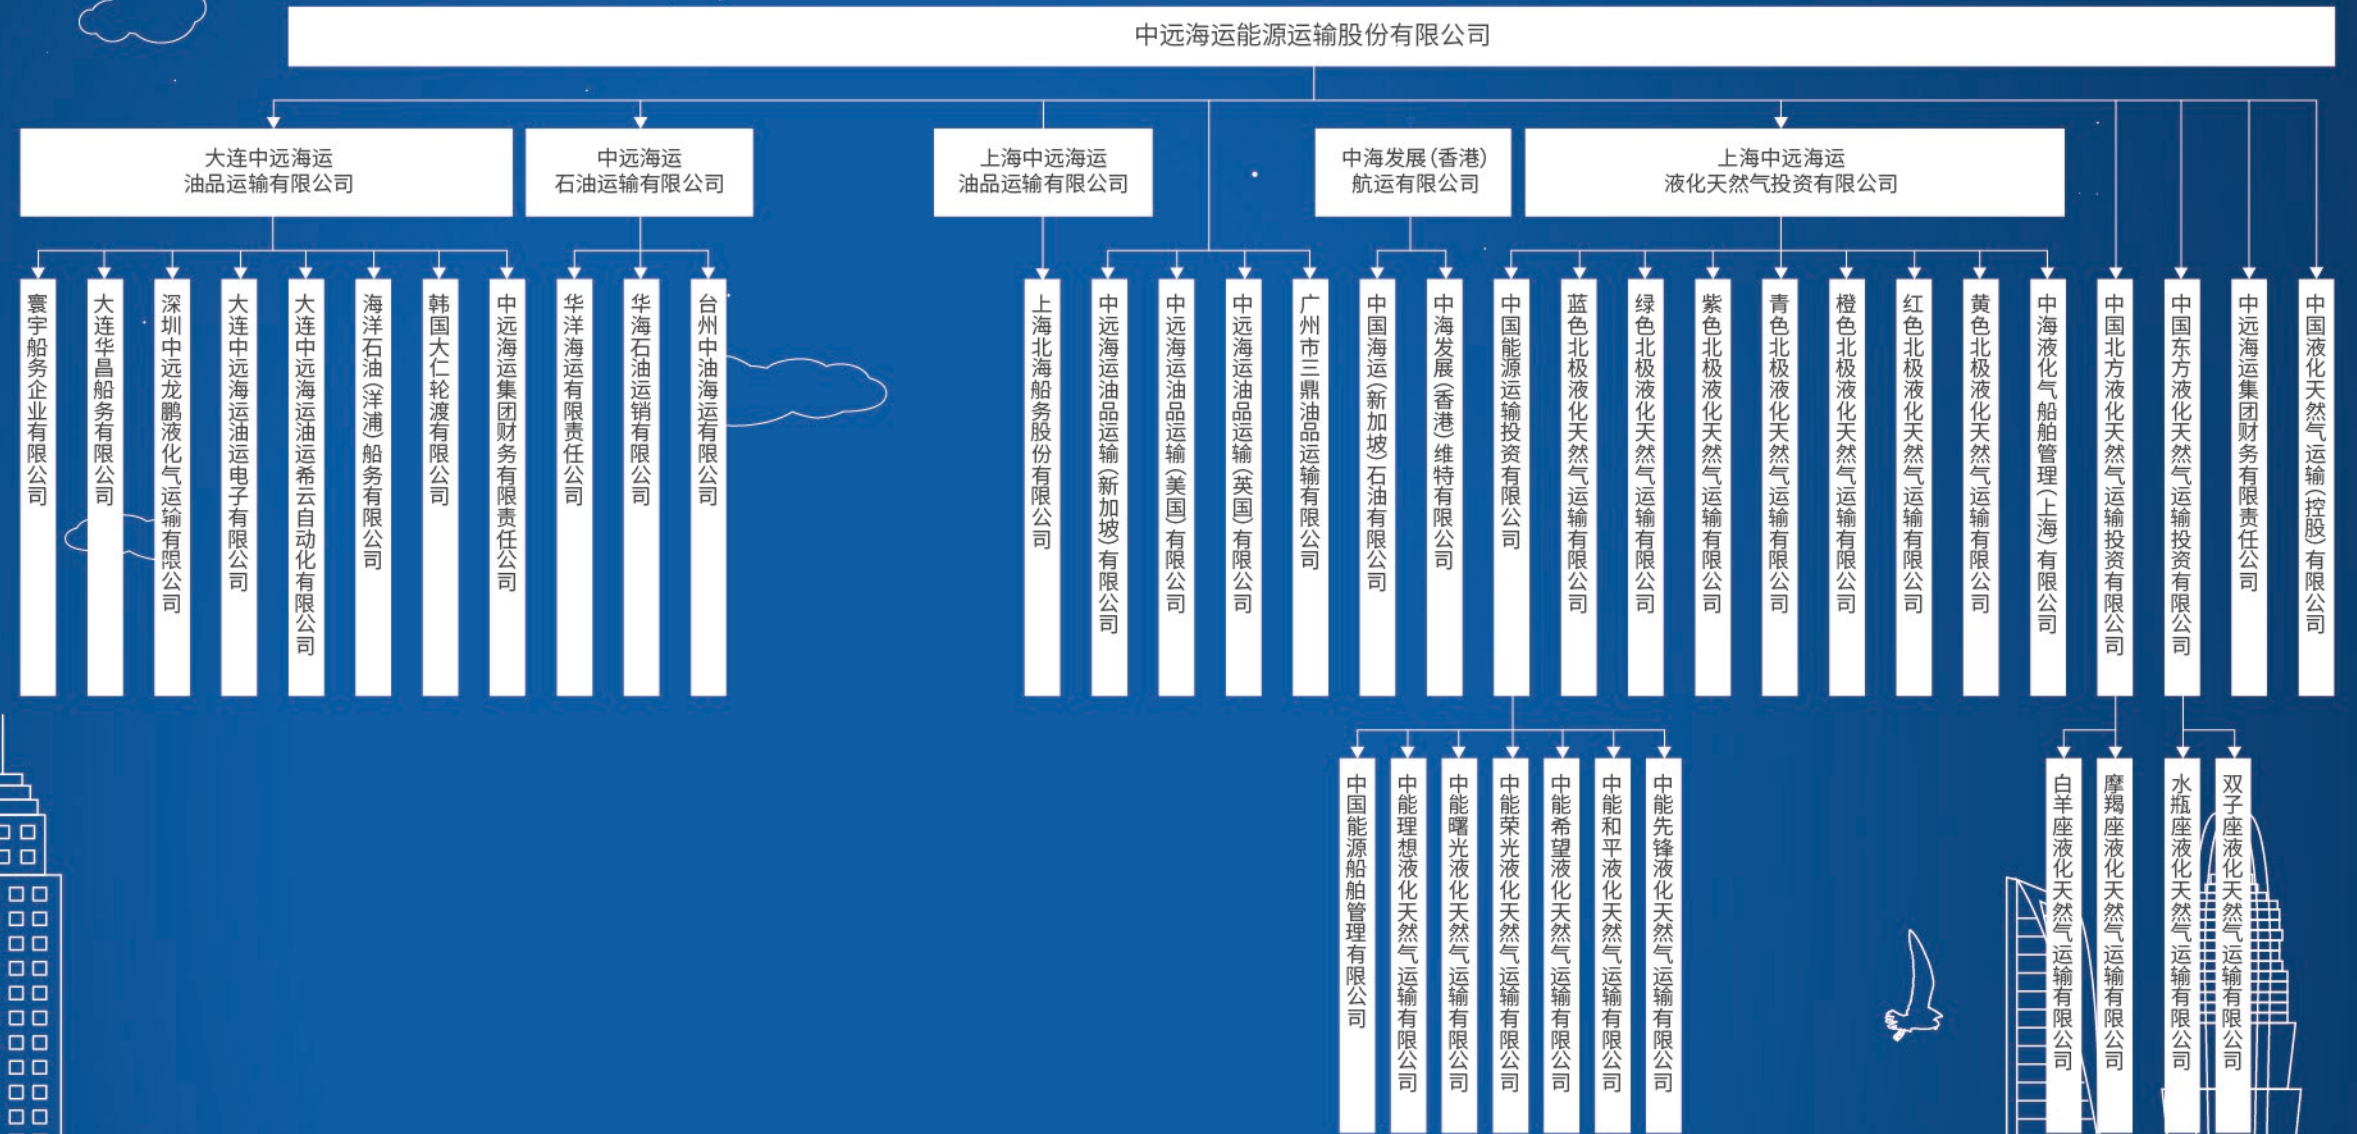 中远海运能源运输股份有限公司
大连中远海运
油品运输有限公司
中远海运
石油运输有限公司
上海中远海运
油品运输有限公司
中海发展(香港)
航运有限公司
上海中远海运
液化天然气投资有限公司
寰宇船务企业有限公司
大连华昌船务有限公司
深圳中远龙鹏液化气运输有限公司
大连中远海运油运电子有限公司
大连中远海运油运希云自动化有限公司
海洋石油(洋浦)船务有限公司
韩国大仁轮渡有限公司
中远海运集团财务有限责任公司
华洋海运有限责任公司
华海石油运销有限公司
台州中油海运有限公司
上海北海船务股份有限公司
中远海运油品运输(新加坡)有限公司
中远海运油品运输(美国)有限公司
中远海运油品运输(英国)有限公司
广州市三鼎油品运输有限公司
中国海运(新加坡)石油有限公司
中海发展(香港)维特有限公司
中国能源运输投资有限公司
蓝色北极液化天然气运输有限公司
绿色北极液化天然气运输有限公司
紫色北极液化天然气运输有限公司
青色北极液化天然气运输有限公司
橙色北极液化天然气运输有限公司
红色北极液化天然气运输有限公司
黄色北极液化天然气运输有限公司
中海液化气船舶管理(上海)有限公司
中国北方液化天然气运输投资有限公司
中国东方液化天然气运输投资有限公司
中远海运集团财务有限责任公司
中国液化天然气运输(控股)有限公司
中国能源船舶管理有限公司
中能理想液化天然气运输有限公司
中能曙光液化天然气运输有限公司
中能荣光液化天然气运输有限公司
中能希望液化天然气运输有限公司
中能和平液化天然气运输有限公司
中能先锋液化天然气运输有限公司
白羊座液化天然气运输有限公司
摩羯座液化天然气运输有限公司
水瓶座液化天然气运输有限公司
双子座液化天然气运输有限公司